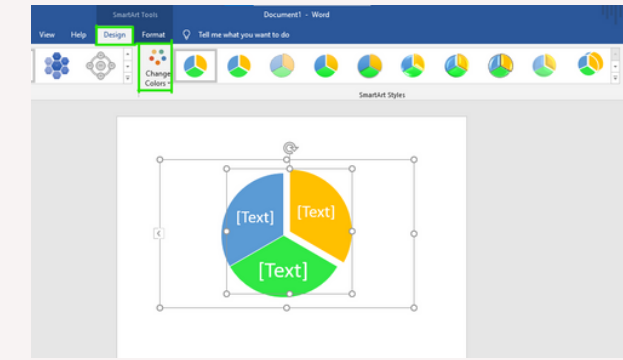 SmartArt Tools
Document1 - Word
View Help Design Format Tell me what you want to do
Change
Colors
SmartArt Styles
[Text]
[Text]
[Text]